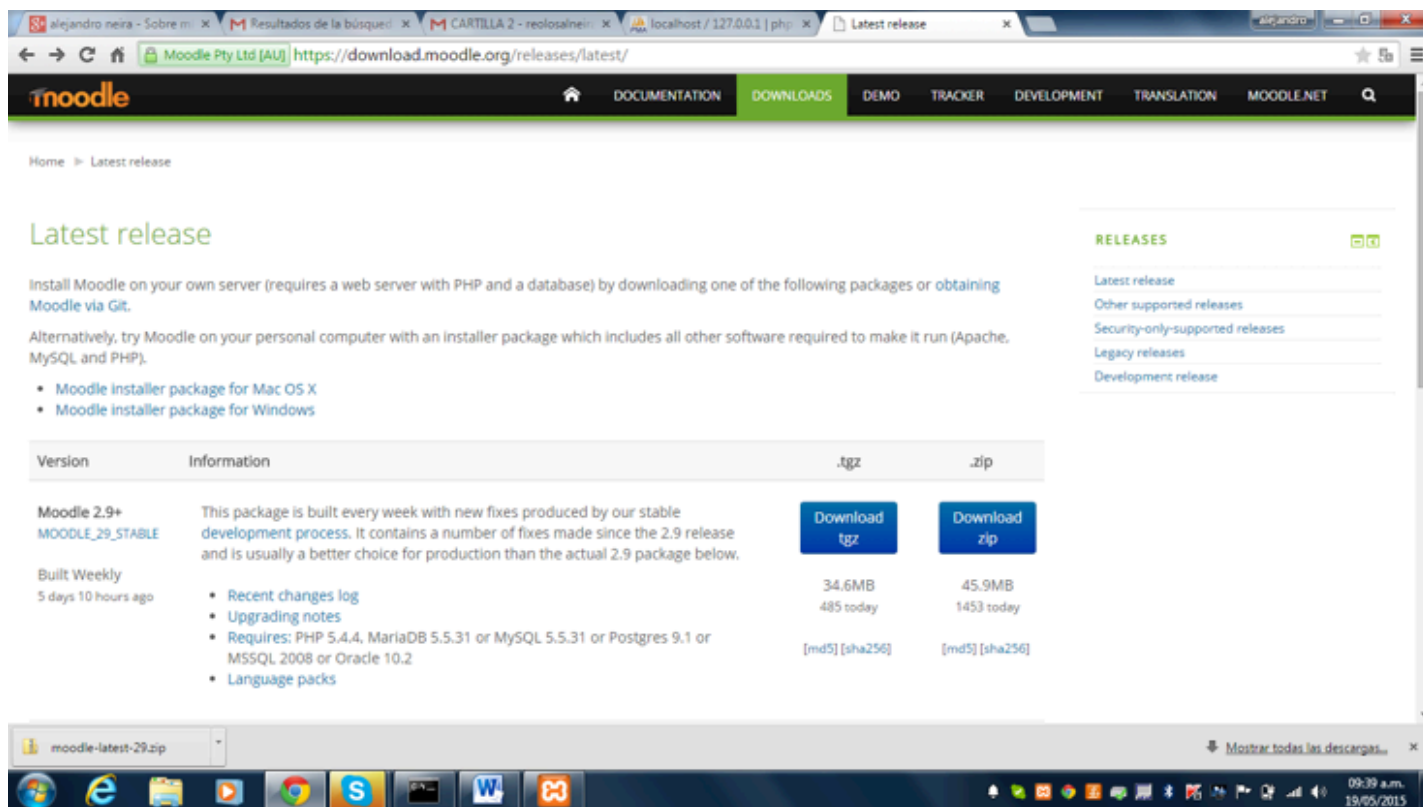 alejandro neira - Sobre m
Resultados de la búsqued
CARTILLA 2 - reolosalnein
localhost / 127.0.0.1 | php
Latest release
alejandro
Moodle Pty Ltd [AU] https://download.moodle.org/releases/latest/
moodle
DOCUMENTATION
DOWNLOADS
DEMO
TRACKER
DEVELOPMENT
TRANSLATION
MOODLE.NET
Home
Latest release
Latest release
Install Moodle on your own server (requires a web server with PHP and a database) by downloading one of the following packages or obtaining
Moodle via Git.
Alternatively, try Moodle on your personal computer with an installer package which includes all other software required to make it run (Apache,
MySQL and PHP).
• Moodle installer package for Mac OS X
• Moodle installer package for Windows
RELEASES
Latest release
Other supported releases
Security-only-supported releases
Legacy releases
Development release
Version Information .tgz .zip
Moodle 2.9+
MOODLE_29_STABLE
Built Weekly
5 days 10 hours ago
This package is built every week with new fixes produced by our stable
development process. It contains a number of fixes made since the 2.9 release
and is usually a better choice for production than the actual 2.9 package below.
• Recent changes log
• Upgrading notes
• Requires: PHP 5.4.4, MariaDB 5.5.31 or MySQL 5.5.31 or Postgres 9.1 or
MSSQL 2008 or Oracle 10.2
• Language packs
Download
tgz
34.6MB
485 today
[md5] [sha256]
Download
zip
45.9MB
1453 today
[md5] [sha256]
moodle-latest-29.zip
Mostrar todas las descargas...
09:39 a.m.
19/05/2015